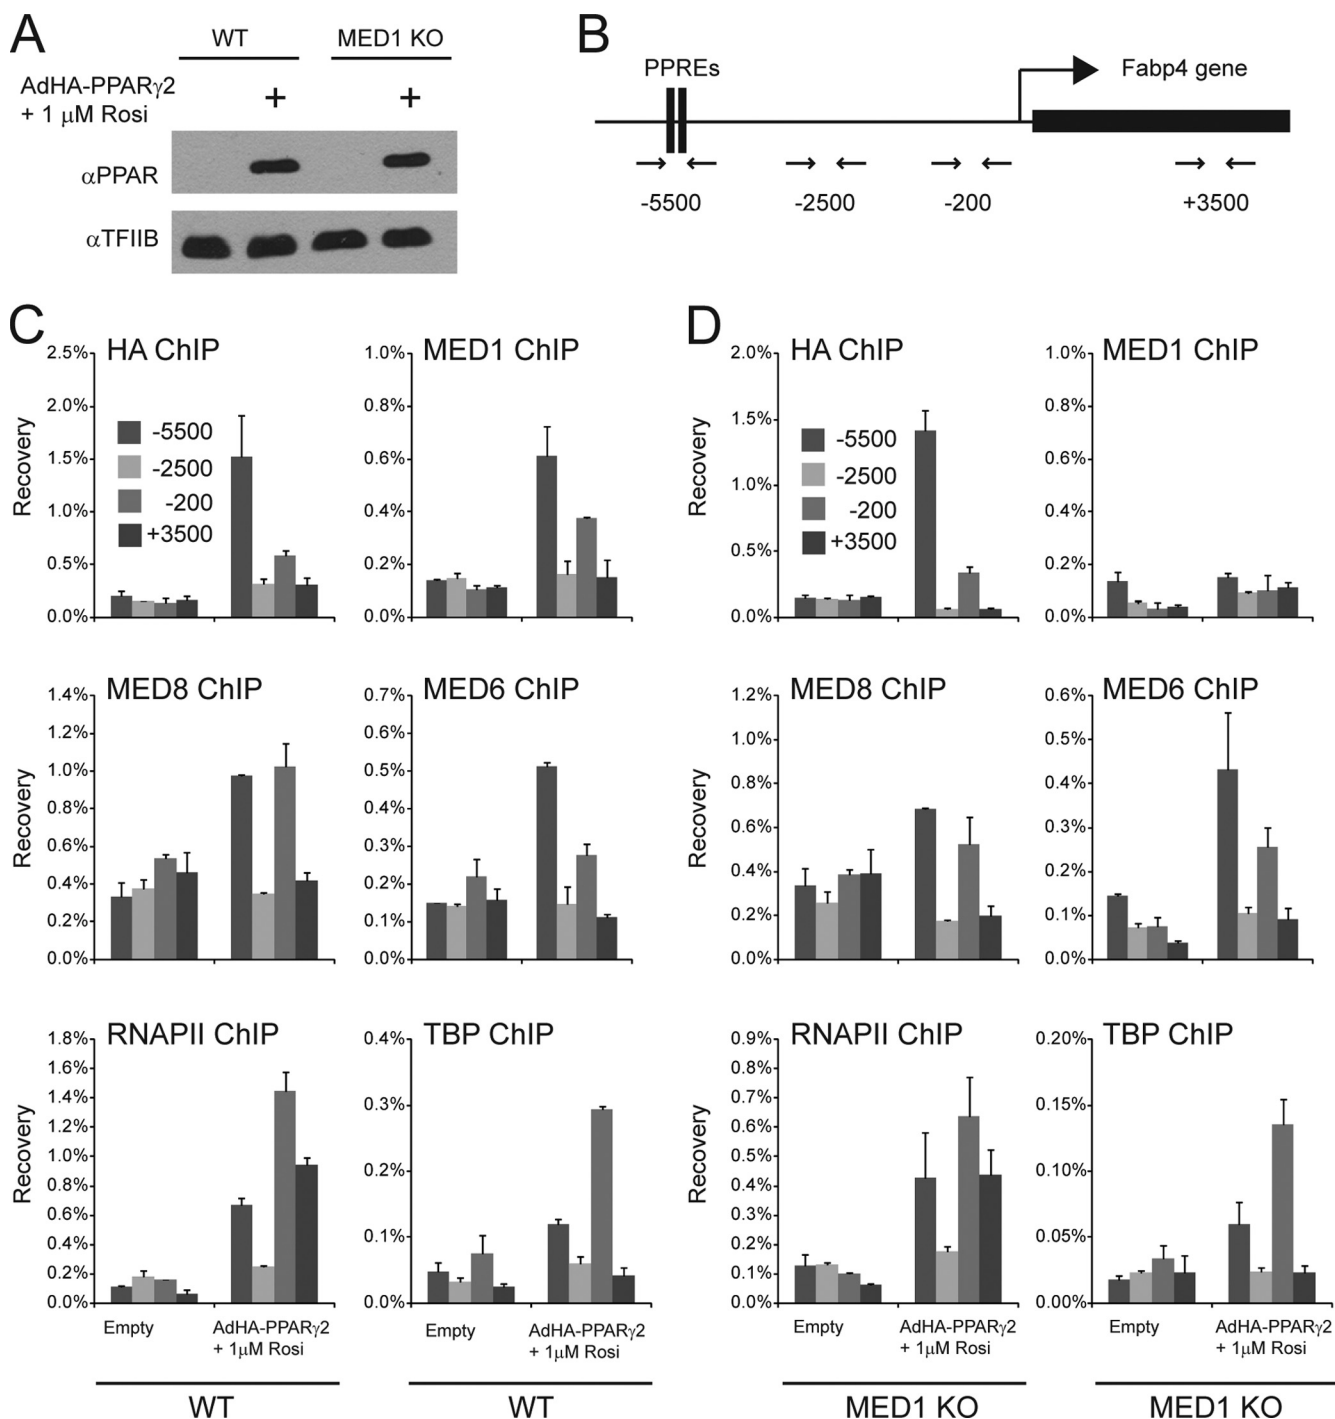 A
WT
MED1 KO
AdHA-PPARγ2
+ 1 μM Rosi
+
+
αPPAR
αTFIIB
B
PPREs
Fabp4 gene
-5500
-2500
-200
+3500
C
HA ChIP
Recovery
2.5%
2.0%
1.5%
1.0%
0.5%
0.0%
-5500
-2500
-200
+3500
MED1 ChIP
1.0%
0.8%
0.6%
0.4%
0.2%
0.0%
MED8 ChIP
Recovery
1.4%
1.2%
1.0%
0.8%
0.6%
0.4%
0.2%
0.0%
MED6 ChIP
0.7%
0.6%
0.5%
0.4%
0.3%
0.2%
0.1%
0.0%
RNAPII ChIP
Recovery
1.8%
1.6%
1.4%
1.2%
1.0%
0.8%
0.6%
0.4%
0.2%
0.0%
Empty
AdHA-PPARγ2
+ 1μM Rosi
WT
TBP ChIP
0.4%
0.3%
0.2%
0.1%
0.0%
Empty
AdHA-PPARγ2
+ 1μM Rosi
WT
D
HA ChIP
Recovery
2.0%
1.5%
1.0%
0.5%
0.0%
-5500
-2500
-200
+3500
MED1 ChIP
1.0%
0.8%
0.6%
0.4%
0.2%
0.0%
MED8 ChIP
Recovery
1.2%
1.0%
0.8%
0.6%
0.4%
0.2%
0.0%
MED6 ChIP
0.6%
0.5%
0.4%
0.3%
0.2%
0.1%
0.0%
RNAPII ChIP
Recovery
0.9%
0.8%
0.7%
0.6%
0.5%
0.4%
0.3%
0.2%
0.1%
0.0%
Empty
AdHA-PPARγ2
+ 1μM Rosi
MED1 KO
TBP ChIP
0.20%
0.15%
0.10%
0.05%
0.00%
Empty
AdHA-PPARγ2
+ 1μM Rosi
MED1 KO